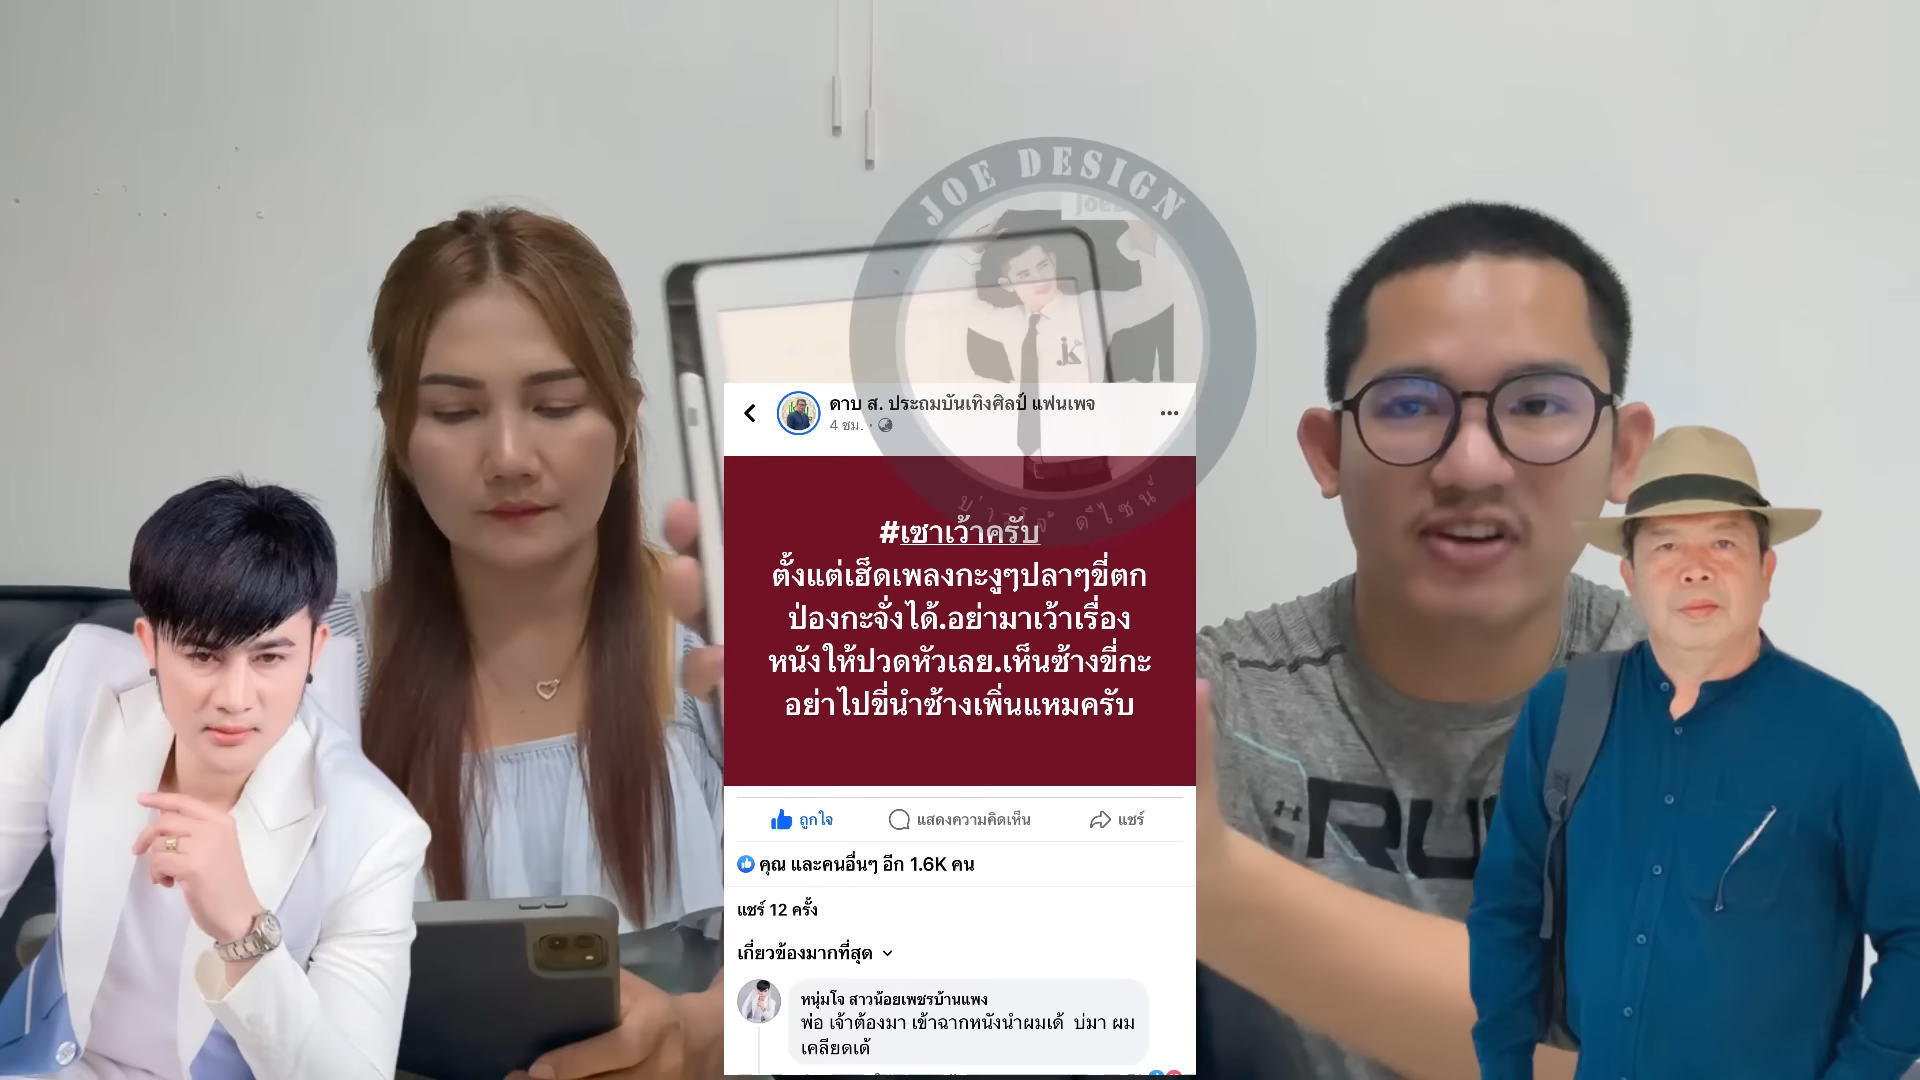 JOE DESIGN
ดาบ ส. ประถมบันเทิงศิลป์ แฟนเพจ
4 ชม. ·
#เซาเว้าครับ
ตั้งแต่เฮ็ดเพลงกะงูๆปลาๆขี่ตก
ป่องกะจั่งได้.อย่ามาเว้าเรื่อง
หนังให้ปวดหัวเลย.เห็นซ้างขี่กะ
อย่าไปขี่นำซ้างเพิ่นแหมครับ
ถูกใจ
แสดงความคิดเห็น
แชร์
คุณ และคนอื่นๆ อีก 1.6K คน
แชร์ 12 ครั้ง
เกี่ยวข้องมากที่สุด
หนุ่มโจ สาวน้อยเพชรบ้านแพง
พ่อ เจ้าต้องมา เข้าฉากหนังนำผมเด้ บ่มา ผม
เคลียดเด้